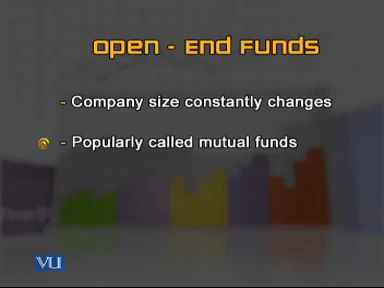 Open - End Funds
- Company size constantly changes
- Popularly called mutual funds
VU